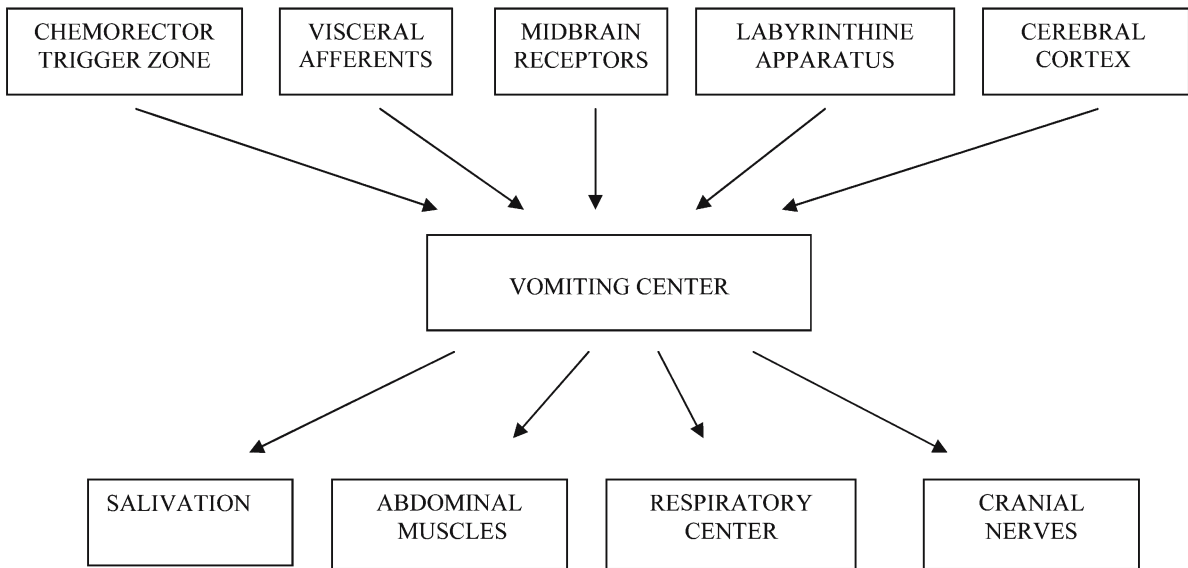 CHEMORECTOR
TRIGGER ZONE
VISCERAL
AFFERENTS
MIDBRAIN
RECEPTORS
LABYRINTHINE
APPARATUS
CEREBRAL
CORTEX
VOMITING CENTER
SALIVATION
ABDOMINAL
MUSCLES
RESPIRATORY
CENTER
CRANIAL
NERVES